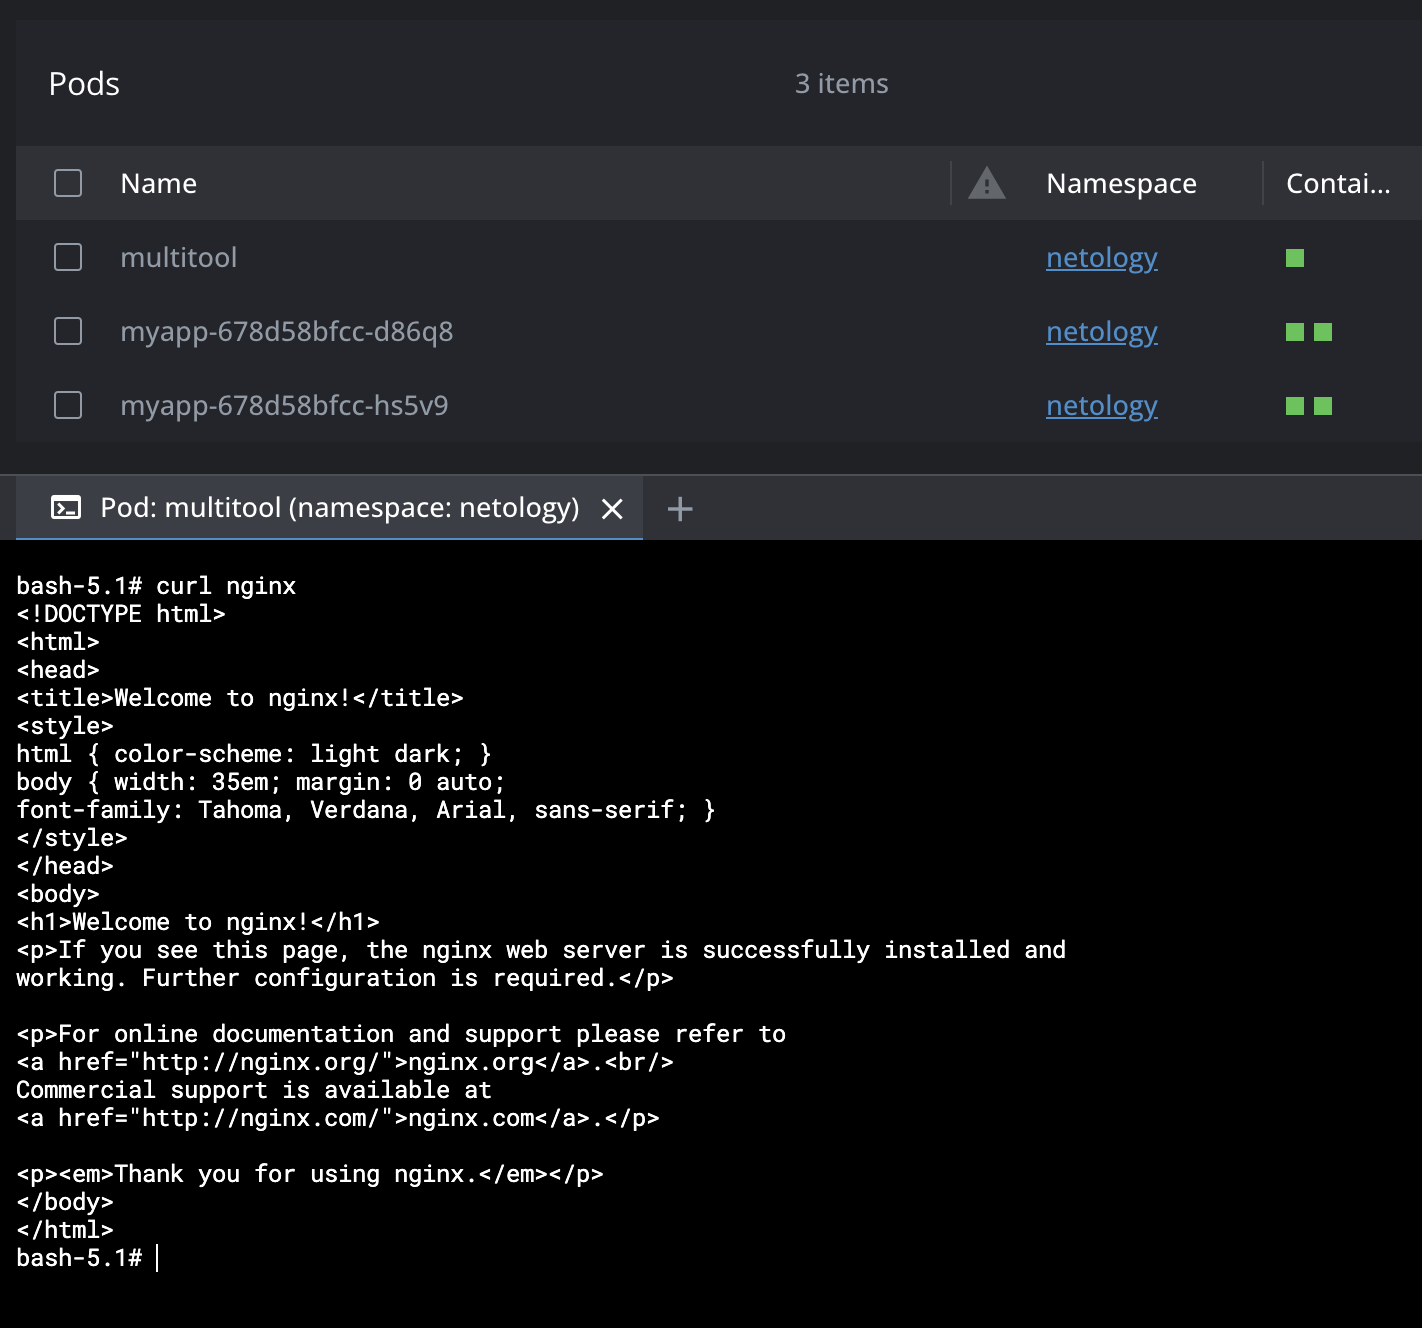 Pods 3 items
Name Namespace Contai...
multitool netology
myapp-678d58bfcc-d86q8 netology
myapp-678d58bfcc-hs5v9 netology
Pod: multitool (namespace: netology)
bash-5.1# curl nginx
<!DOCTYPE html>
<html>
<head>
<title>Welcome to nginx!</title>
<style>
html { color-scheme: light dark; }
body { width: 35em; margin: 0 auto;
font-family: Tahoma, Verdana, Arial, sans-serif; }
</style>
</head>
<body>
<h1>Welcome to nginx!</h1>
<p>If you see this page, the nginx web server is successfully installed and
working. Further configuration is required.</p>

<p>For online documentation and support please refer to
<a href="http://nginx.org/">nginx.org</a>.<br/>
Commercial support is available at
<a href="http://nginx.com/">nginx.com</a>.</p>

<p><em>Thank you for using nginx.</em></p>
</body>
</html>
bash-5.1#